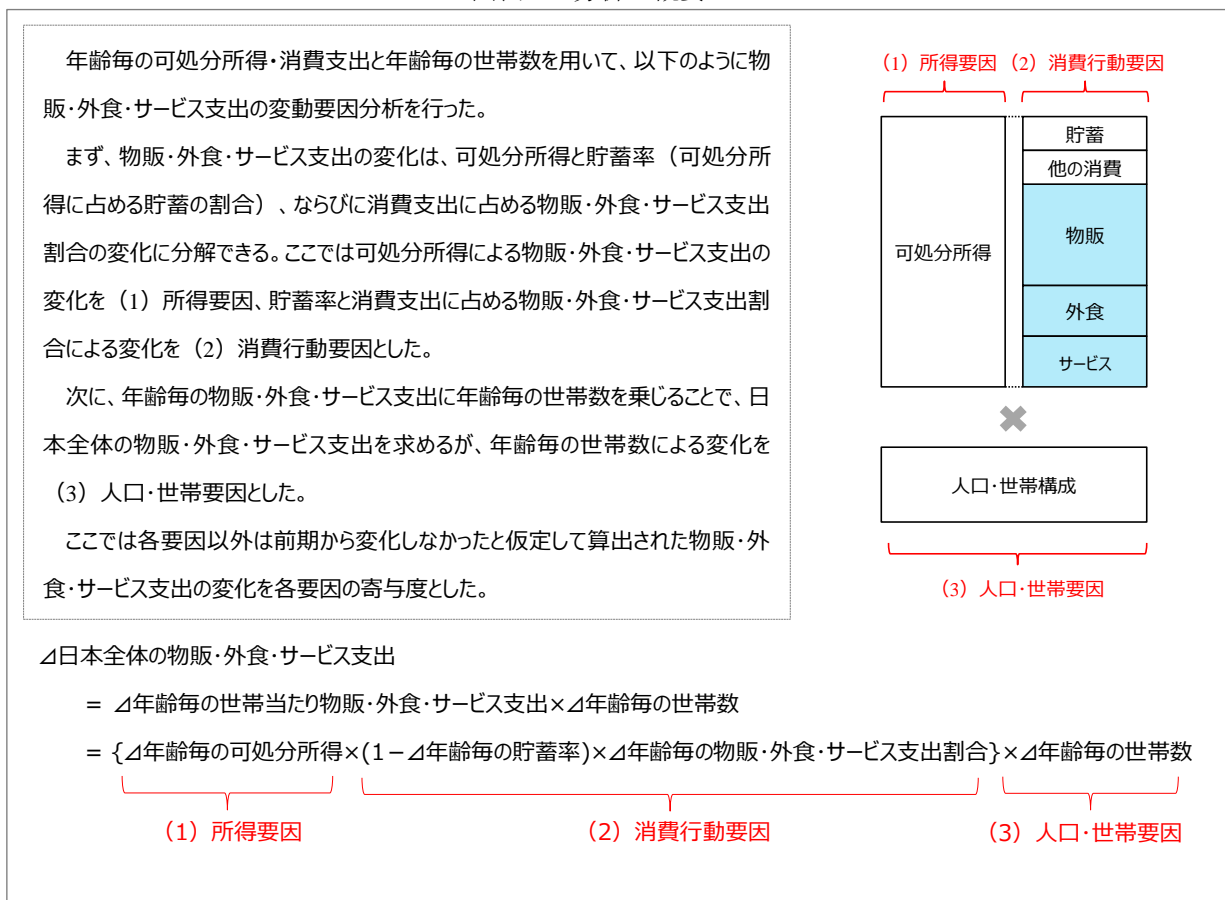 年齢毎の可処分所得・消費支出と年齢毎の世帯数を用いて、以下のように物
販・外食・サービス支出の変動要因分析を行った。
まず、物販・外食・サービス支出の変化は、可処分所得と貯蓄率（可処分所
得に占める貯蓄の割合）、ならびに消費支出に占める物販・外食・サービス支出
割合の変化に分解できる。ここでは可処分所得による物販・外食・サービス支出の
変化を（1）所得要因、貯蓄率と消費支出に占める物販・外食・サービス支出割
合による変化を（2）消費行動要因とした。
次に、年齢毎の物販・外食・サービス支出に年齢毎の世帯数を乗じることで、日
本全体の物販・外食・サービス支出を求めるが、年齢毎の世帯数による変化を
（3）人口・世帯要因とした。
ここでは各要因以外は前期から変化しなかったと仮定して算出された物販・外
食・サービス支出の変化を各要因の寄与度とした。
（1）所得要因
（2）消費行動要因
可処分所得
貯蓄
他の消費
物販
外食
サービス
人口・世帯構成
（3）人口・世帯要因
⊿日本全体の物販・外食・サービス支出
= ⊿年齢毎の世帯当たり物販・外食・サービス支出×⊿年齢毎の世帯数
= {⊿年齢毎の可処分所得×(1－⊿年齢毎の貯蓄率)×⊿年齢毎の物販・外食・サービス支出割合}×⊿年齢毎の世帯数
（1）所得要因
（2）消費行動要因
（3）人口・世帯要因